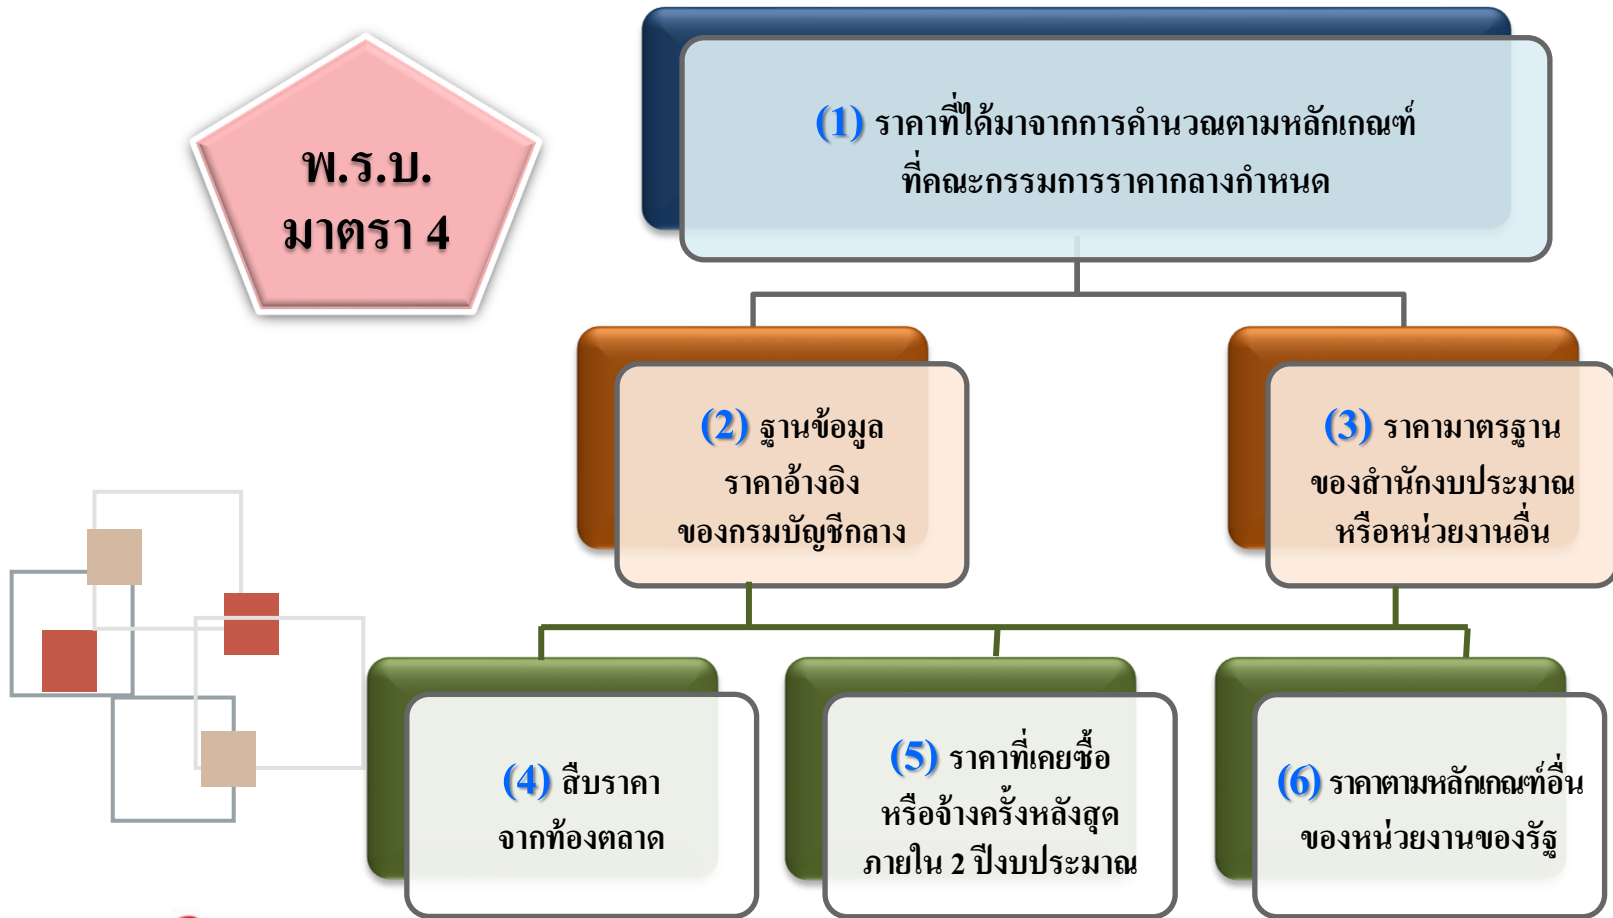 พ.ร.บ.
มาตรา 4
(1) ราคาที่ได้มาจากการคำนวณตามหลักเกณฑ์
ที่คณะกรรมการราคากลางกำหนด
(2) ฐานข้อมูล
ราคาอ้างอิง
ของกรมบัญชีกลาง
(3) ราคามาตรฐาน
ของสำนักงบประมาณ
หรือหน่วยงานอื่น
(4) สืบราคา
จากท้องตลาด
(5) ราคาที่เคยซื้อ
หรือจ้างครั้งหลังสุด
ภายใน 2 ปีงบประมาณ
(6) ราคาตามหลักเกณฑ์อื่น
ของหน่วยงานของรัฐ